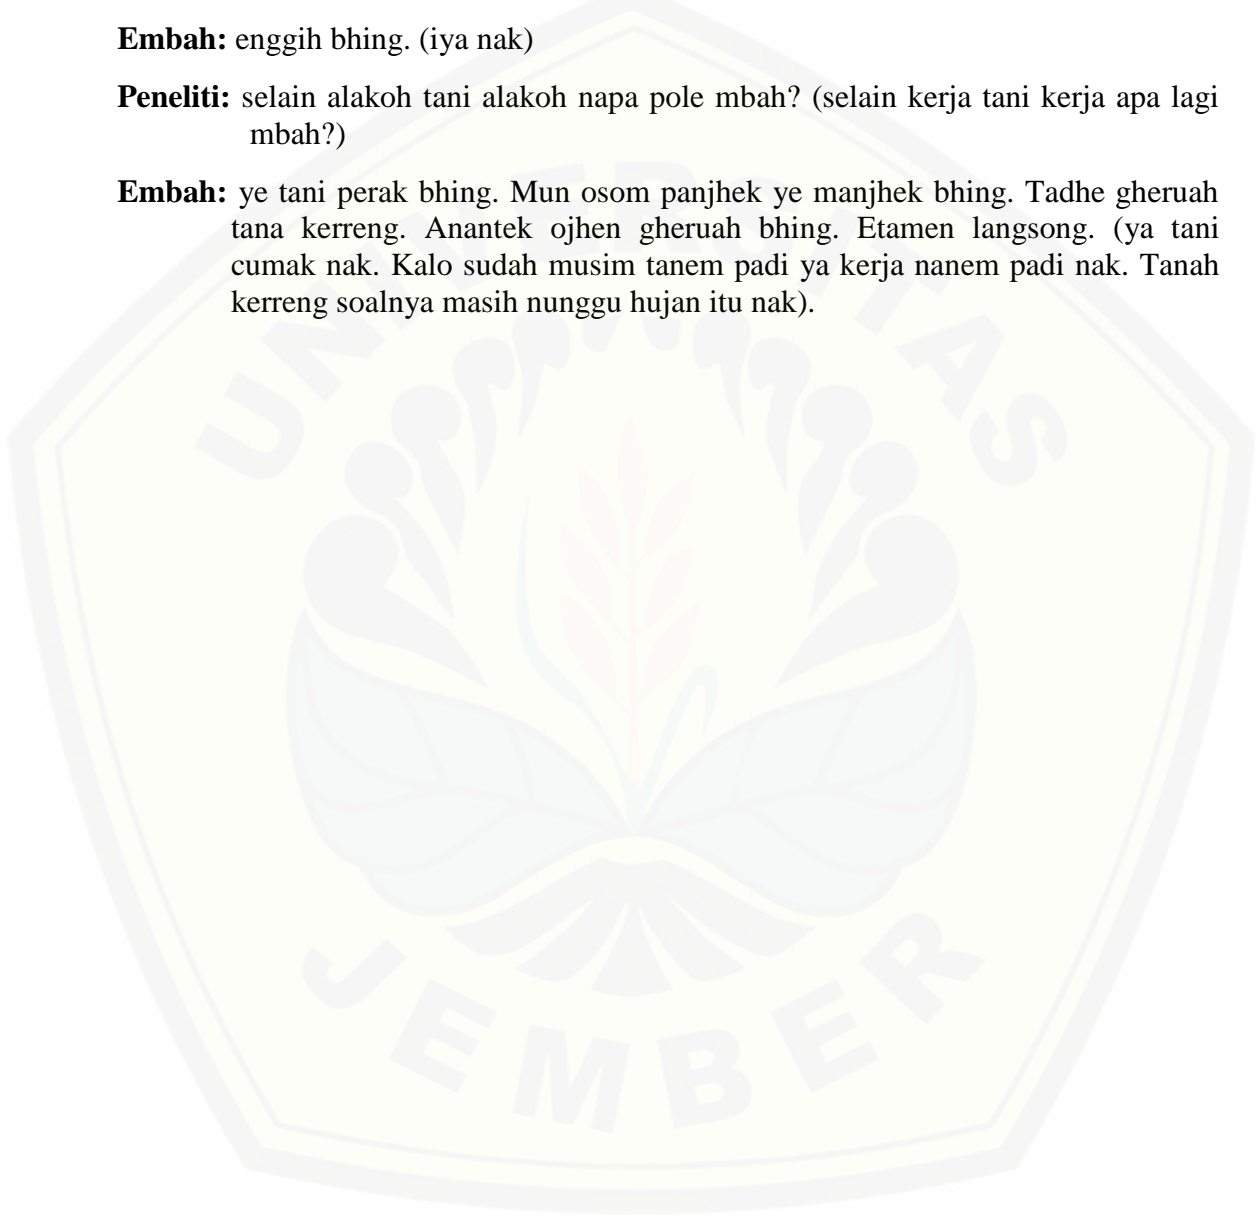 Embah: enggih bhing. (iya nak)
Peneliti: selain alakoh tani alakoh napa pole mbah? (selain kerja tani kerja apa lagi
mbah?)
Embah: ye tani perak bhing. Mun osom panjhek ye manjhek bhing. Tadhe gheruah
tana kerreng. Anantek ojhen gheruah bhing. Etamen langsong. (ya tani
cumak nak. Kalo sudah musim tanem padi ya kerja nanem padi nak. Tanah
kerreng soalnya masih nunggu hujan itu nak).
UNIVERSITAS
JEMBER